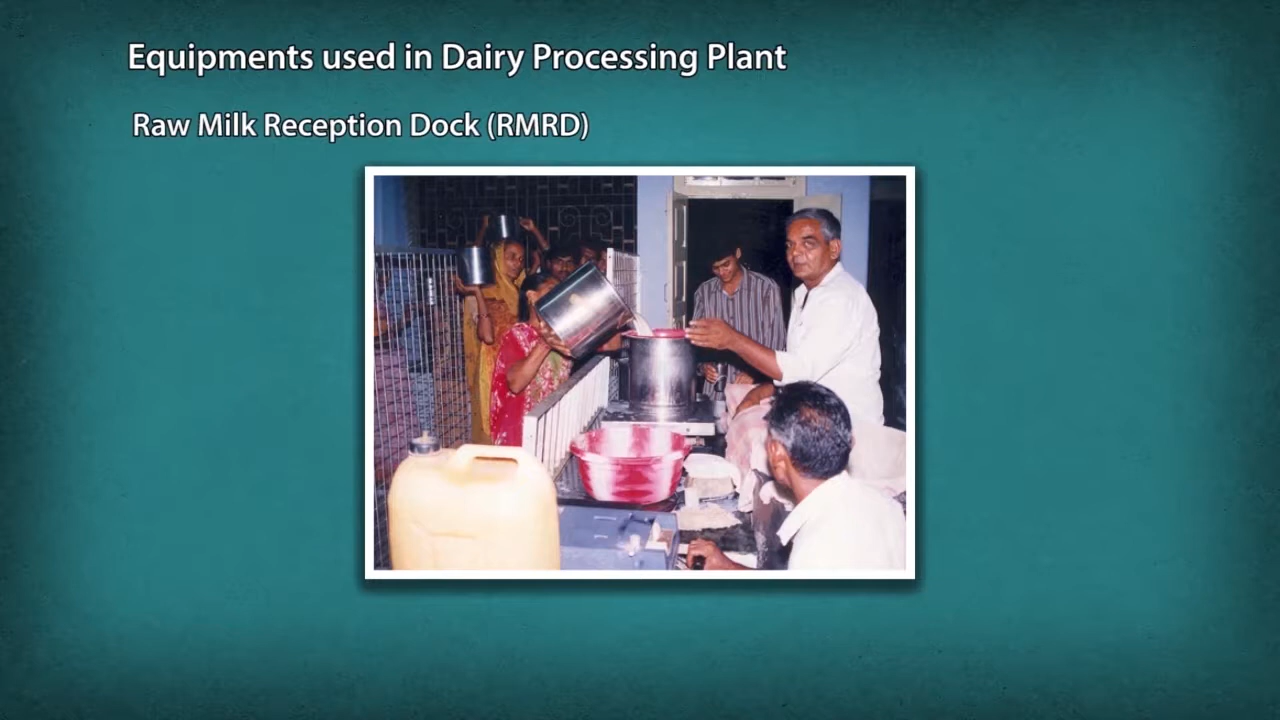 Equipments used in Dairy Processing Plant
Raw Milk Reception Dock (RMRD)